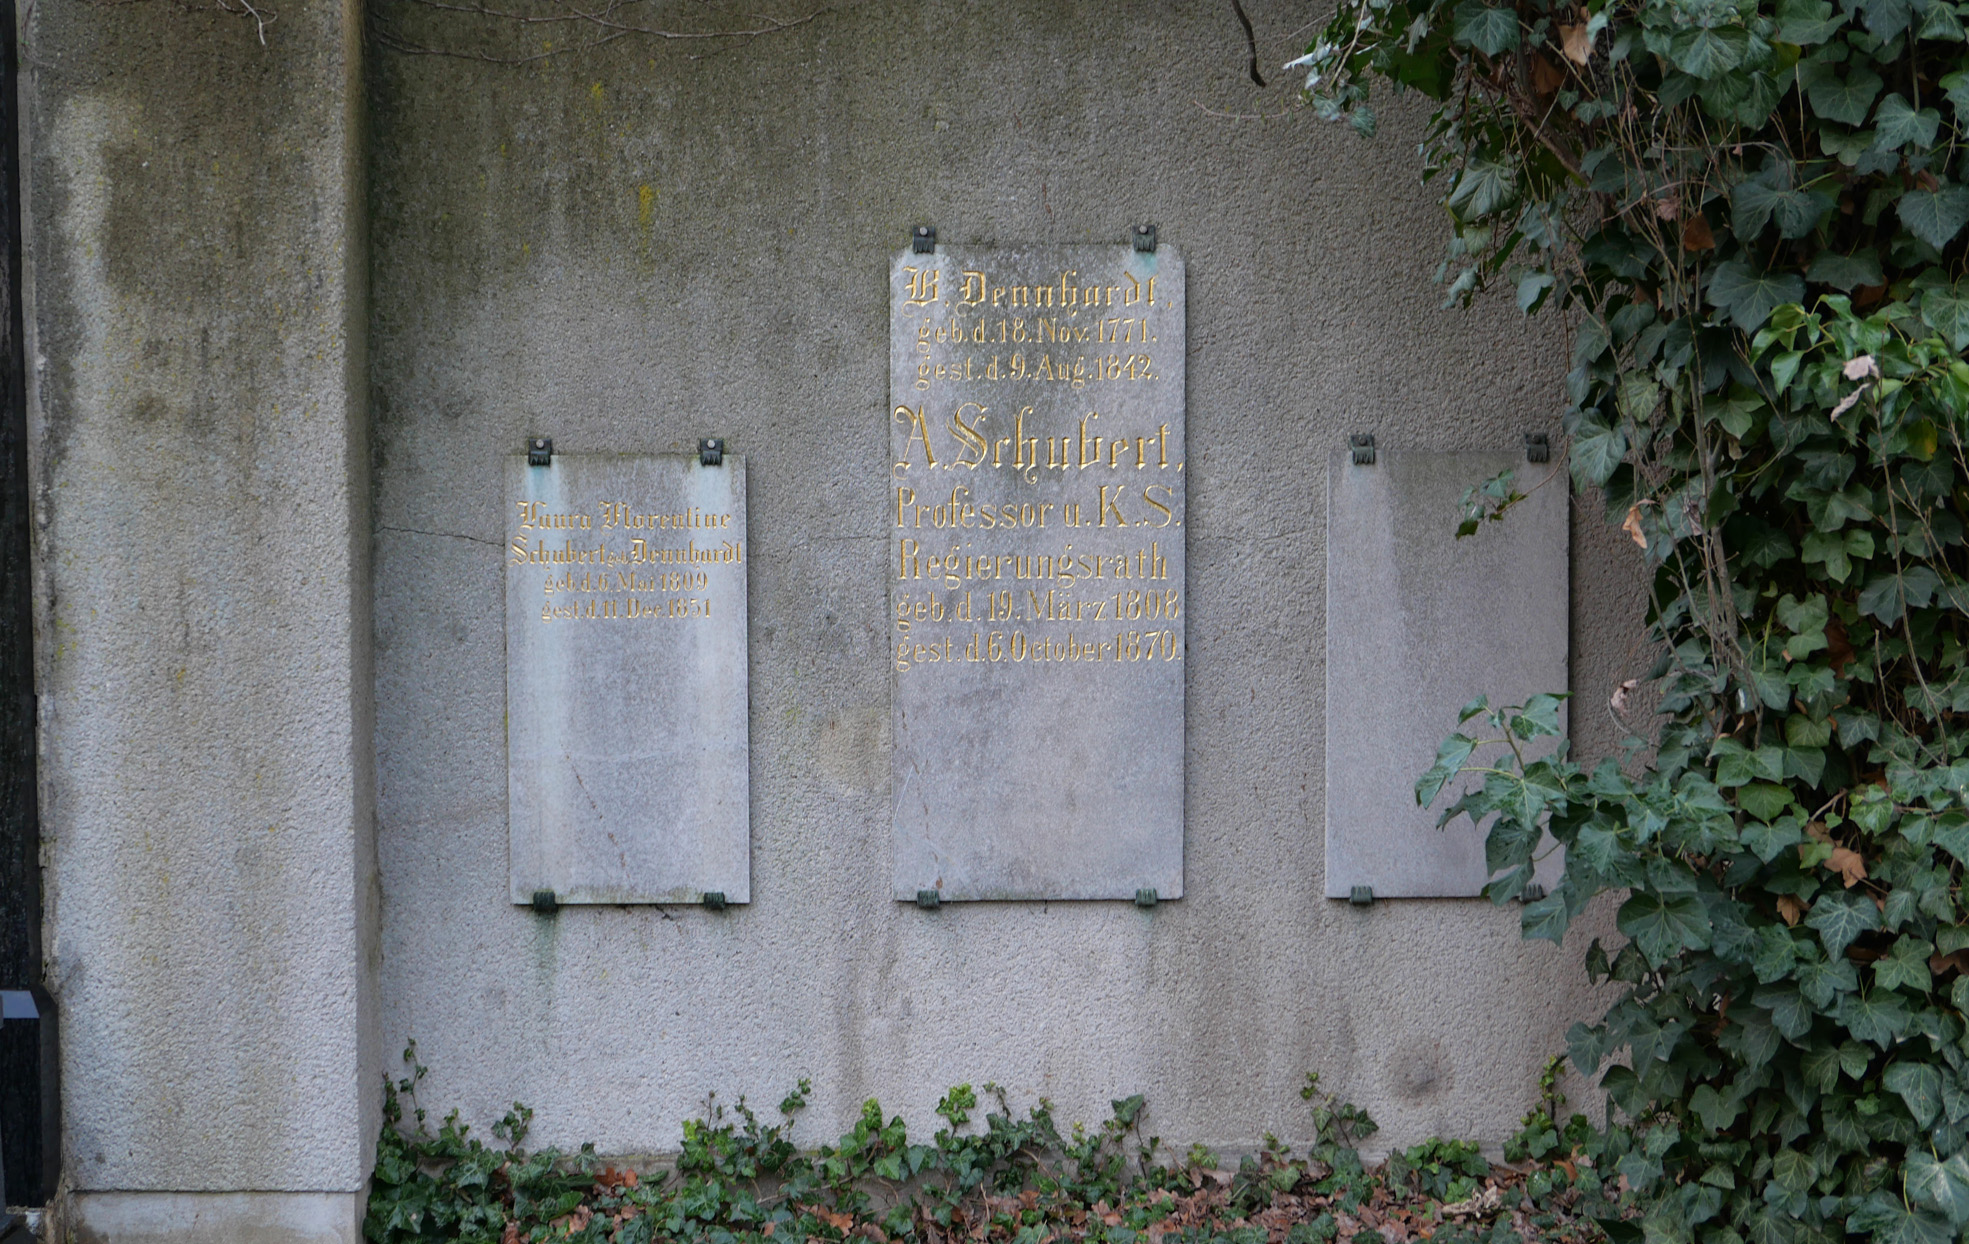 Laura Florentine
Schubert geb. Dennhardt
geb. d. 6. Mai 1809
gest. d. 11. Dec. 1851
B. Dennhardt,
geb. d. 18. Nov. 1771.
gest. d. 9. Aug. 1842.
A. Schubert,
Professor u. K. S.
Regierungsrath
geb. d. 19. März 1808
gest. d. 6. October 1870.